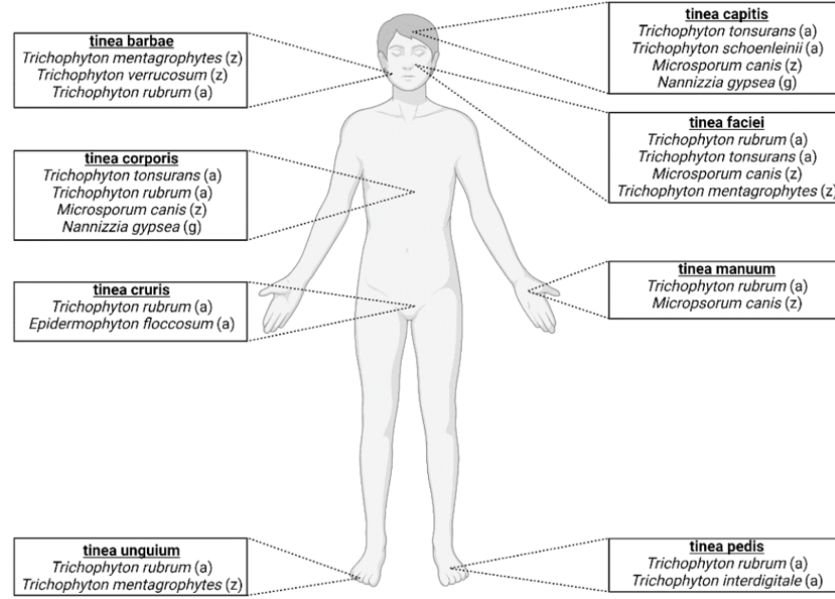 tinea barbae
Trichophyton mentagrophytes (z)
Trichophyton verrucosum (z)
Trichophyton rubrum (a)
tinea capitis
Trichophyton tonsurans (a)
Trichophyton schoenleinii (a)
Microsporum canis (z)
Nannizzia gypsea (g)
tinea faciei
Trichophyton rubrum (a)
Trichophyton tonsurans (a)
Microsporum canis (z)
Trichophyton mentagrophytes (z)
tinea corporis
Trichophyton tonsurans (a)
Trichophyton rubrum (a)
Microsporum canis (z)
Nannizzia gypsea (g)
tinea cruris
Trichophyton rubrum (a)
Epidermophyton floccosum (a)
tinea manuum
Trichophyton rubrum (a)
Micropsorum canis (z)
tinea unguium
Trichophyton rubrum (a)
Trichophyton mentagrophytes (z)
tinea pedis
Trichophyton rubrum (a)
Trichophyton interdigitale (a)